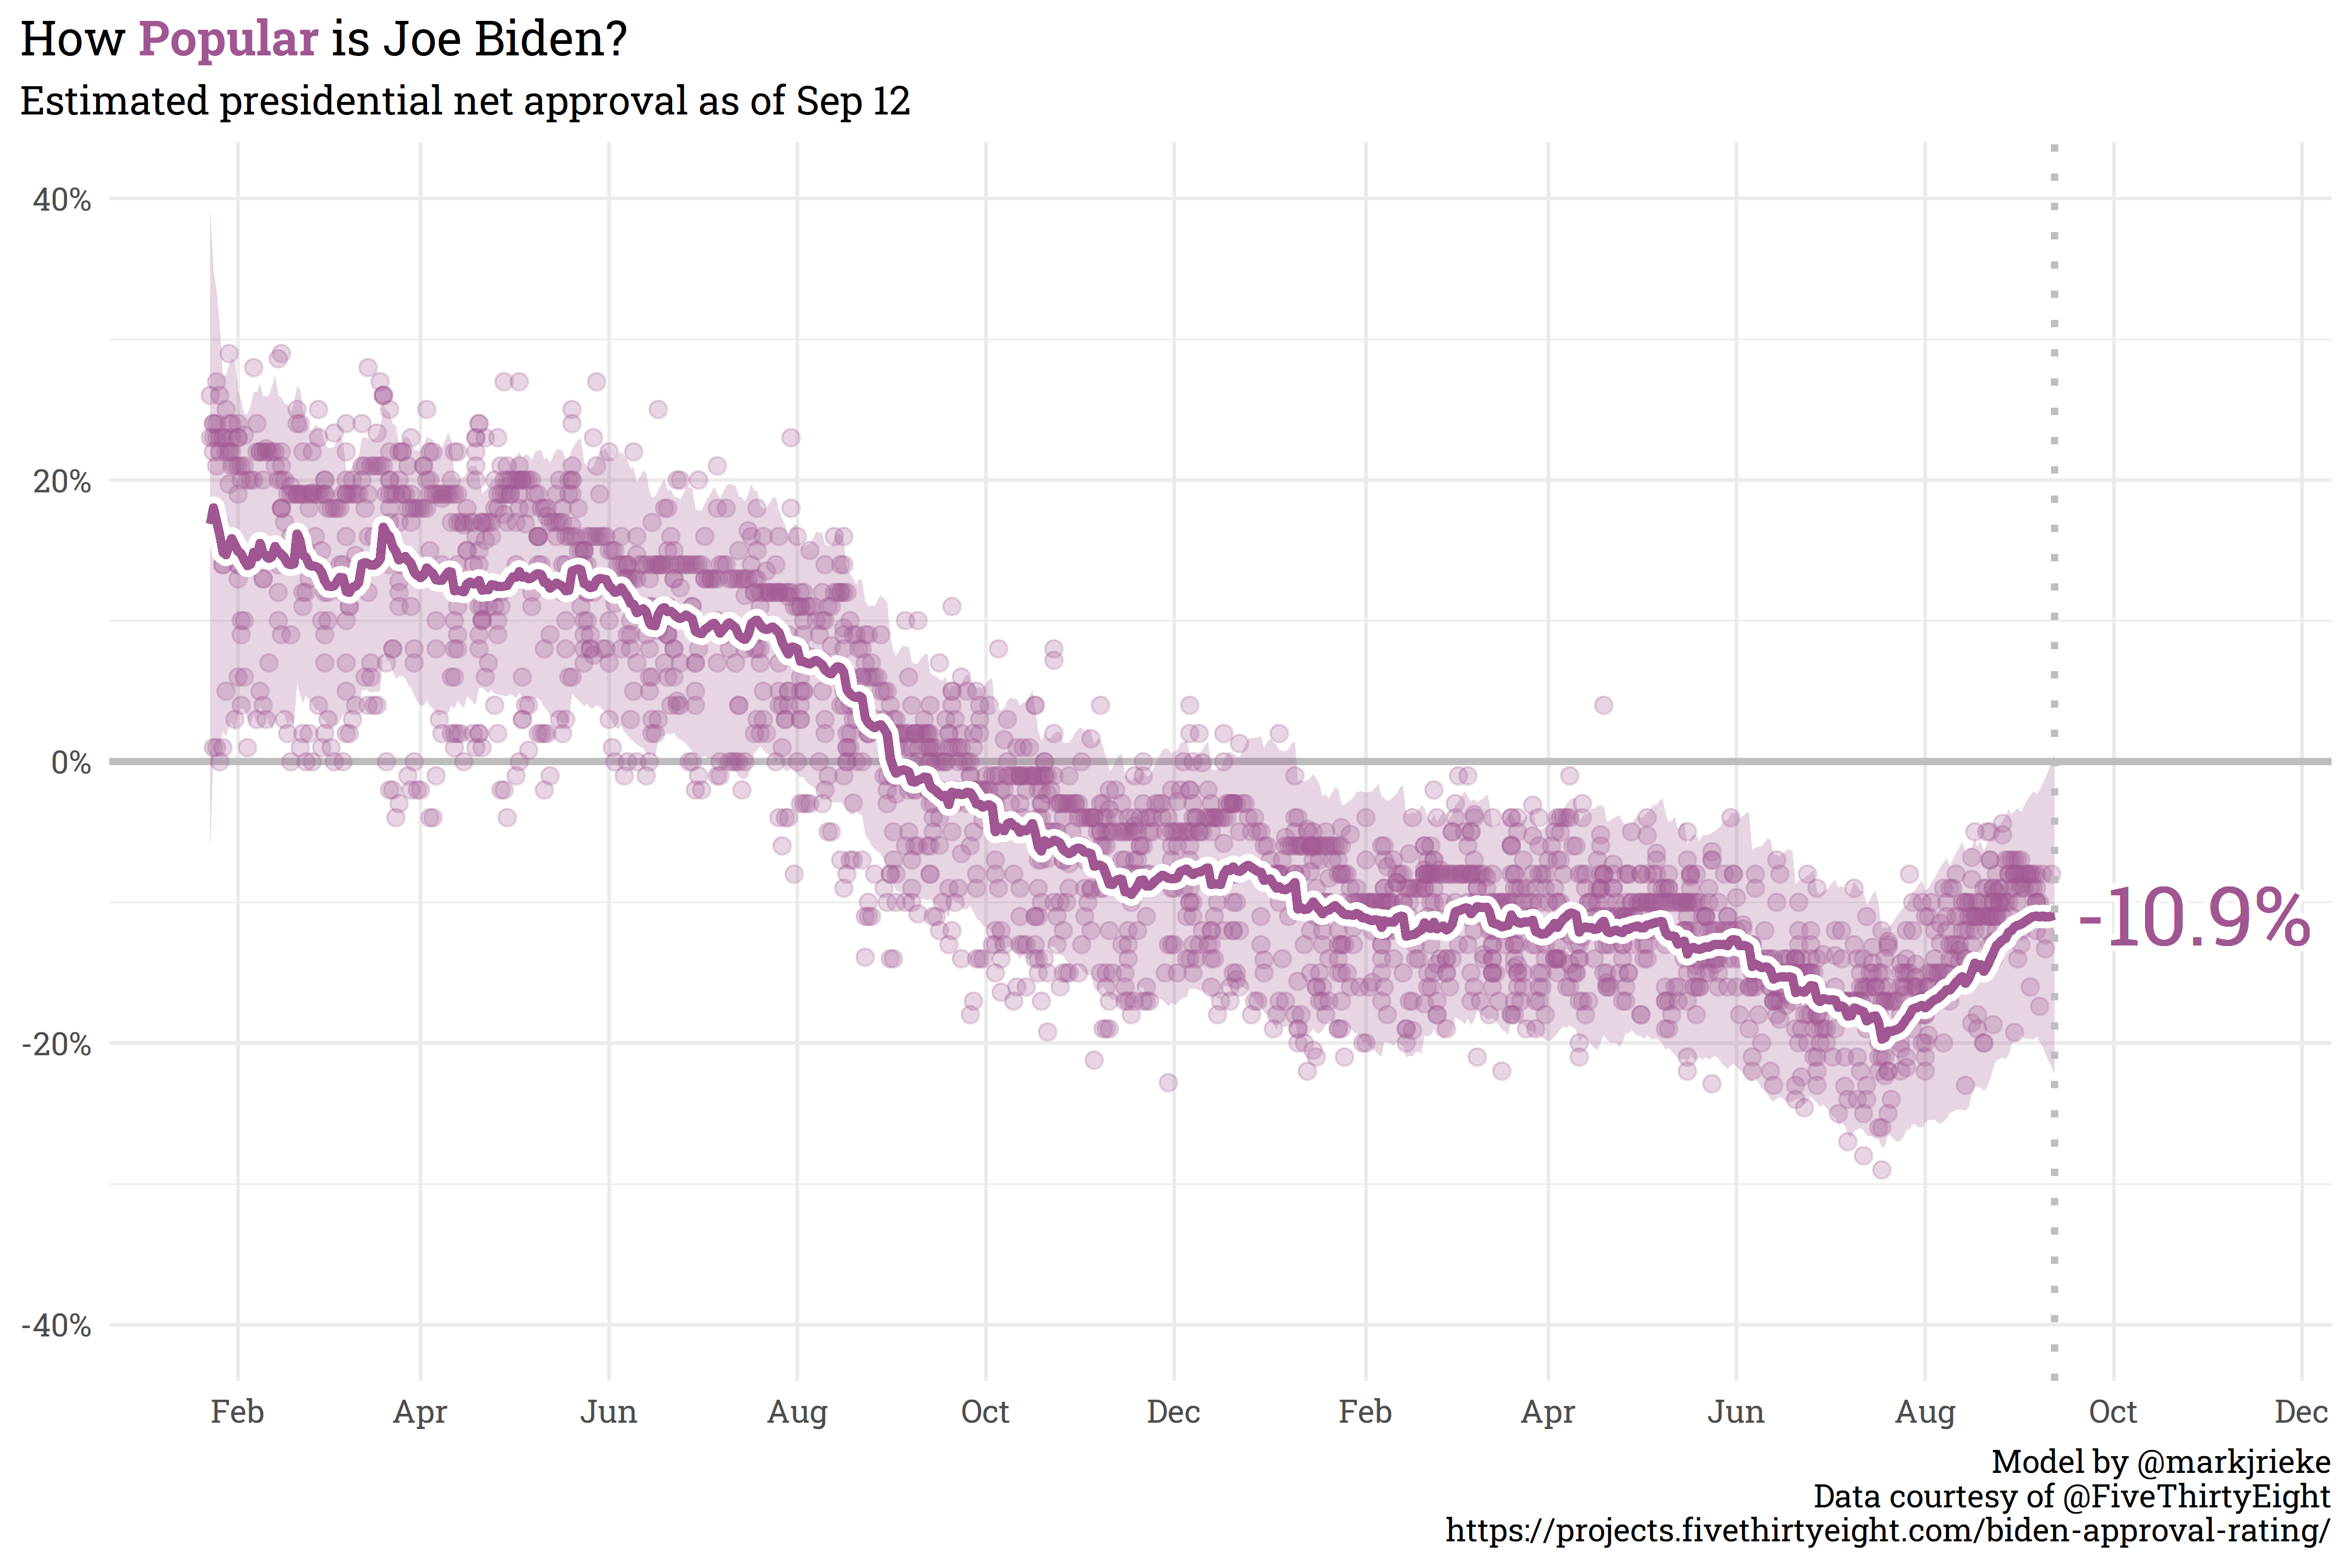 How Popular is Joe Biden?
Estimated presidential net approval as of Sep 12
40%
20%
0%
-20%
-40%
-10.9%
Feb Apr Jun Aug Oct Dec Feb Apr Jun Aug Oct Dec
Model by @markjrieke
Data courtesy of @FiveThirtyEight
https://projects.fivethirtyeight.com/biden-approval-rating/